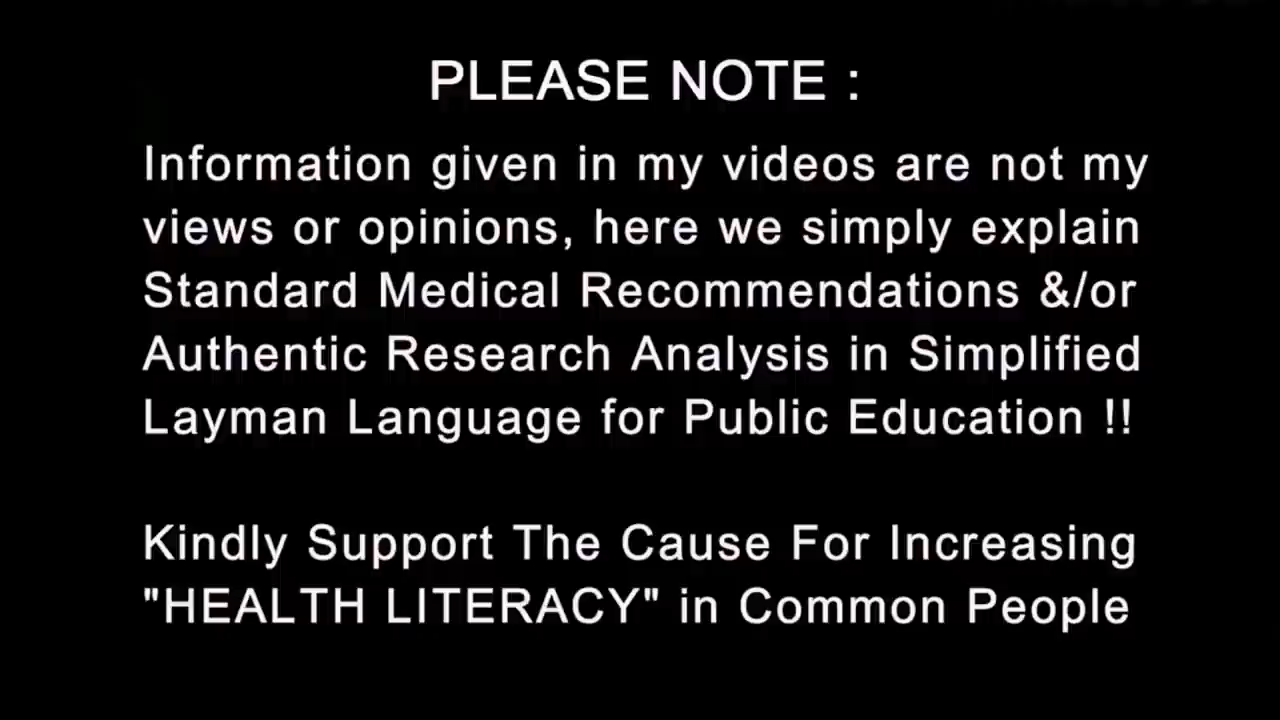 PLEASE NOTE :
Information given in my videos are not my
views or opinions, here we simply explain
Standard Medical Recommendations &/or
Authentic Research Analysis in Simplified
Layman Language for Public Education !!
Kindly Support The Cause For Increasing
"HEALTH LITERACY" in Common People